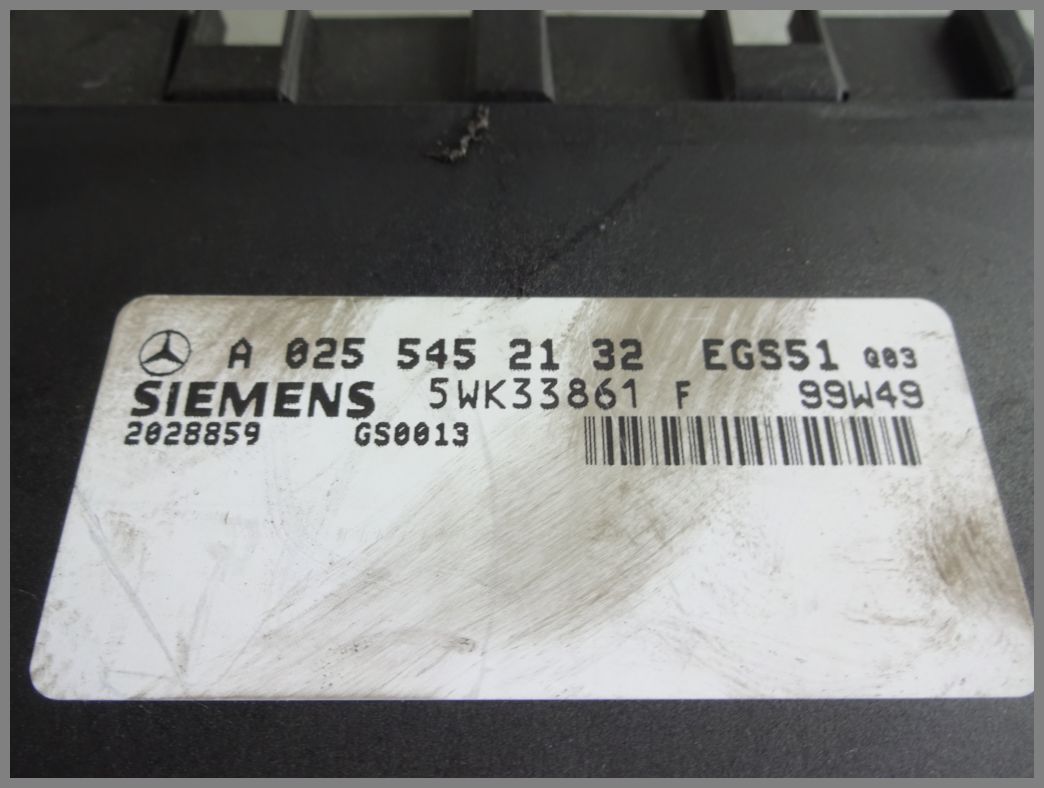 A 025 545 21 32 EGS51 Q03
SIEMENS 5WK33861 F 99W49
2028859 GS0013